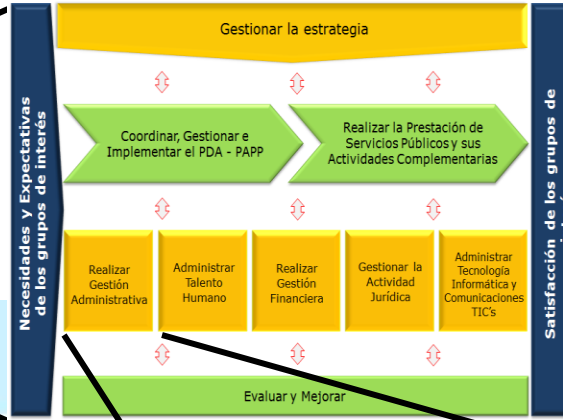 Gestionar la estrategia
Necesidades y Expectativas
de los grupos de interés
Coordinar, Gestionar e
Implementar el PDA - PAPP
Realizar la Prestación de
Servicios Públicos y sus
Actividades Complementarias
Realizar
Gestión
Administrativa
Administrar
Talento
Humano
Realizar
Gestión
Financiera
Gestionar la
Actividad
Jurídica
Administrar
Tecnología
Informática y
Comunicaciones
TIC's
Evaluar y Mejorar
Satisfacción de los grupos de